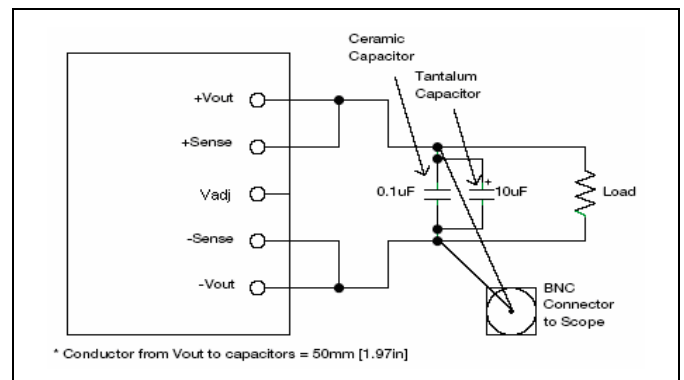 Ceramic
Capacitor
Tantalum
Capacitor
+Vout
+Sense
Vadj
-Sense
-Vout
0.1uF
+
10uF
Load
BNC
Connector
to Scope
* Conductor from Vout to capacitors = 50mm [1.97in]